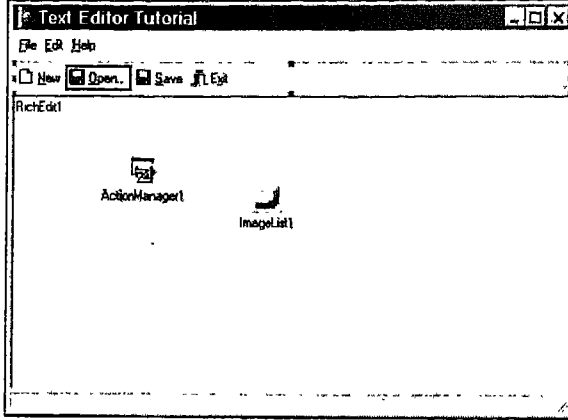 Text Editor Tutorial
File Edit Help
New Open... Save Exit
RichEdit1
ActionManager1
ImageList1